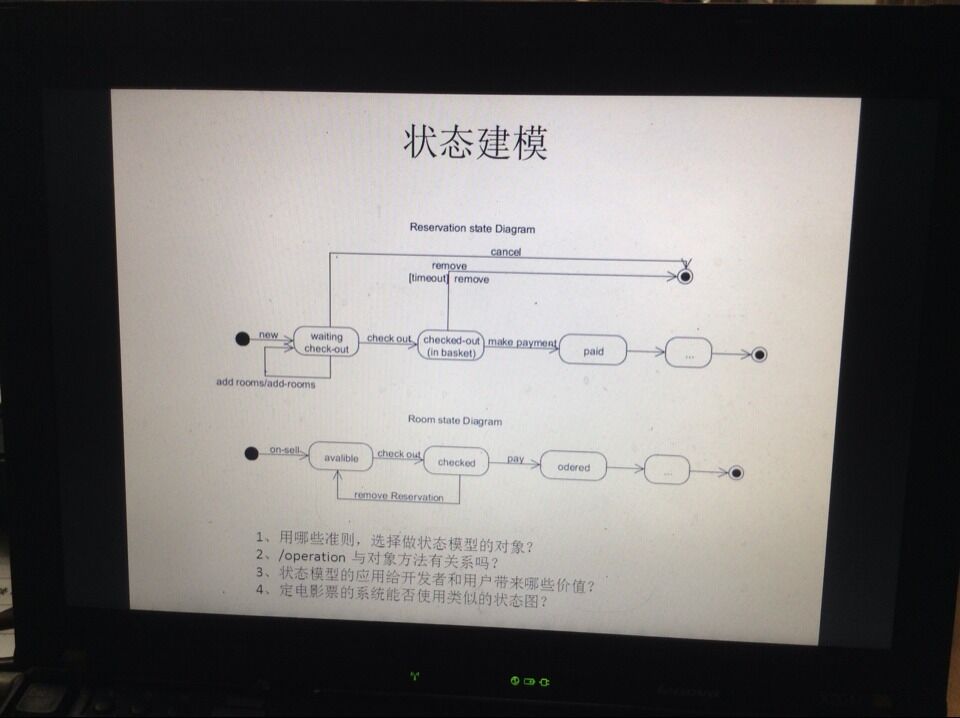 状态建模
Reservation state Diagram
cancel
remove
[timeout] remove
new
waiting
check-out
check out
checked-out
(in basket)
make payment
paid
...
add rooms/add-rooms
Room state Diagram
on-sell
avalible
check out
checked
pay
odered
...
remove Reservation
1、用哪些准则，选择做状态模型的对象？
2、/operation 与对象方法有关系吗？
3、状态模型的应用给开发者和用户带来哪些价值？
4、定电影票的系统能否使用类似的状态图？